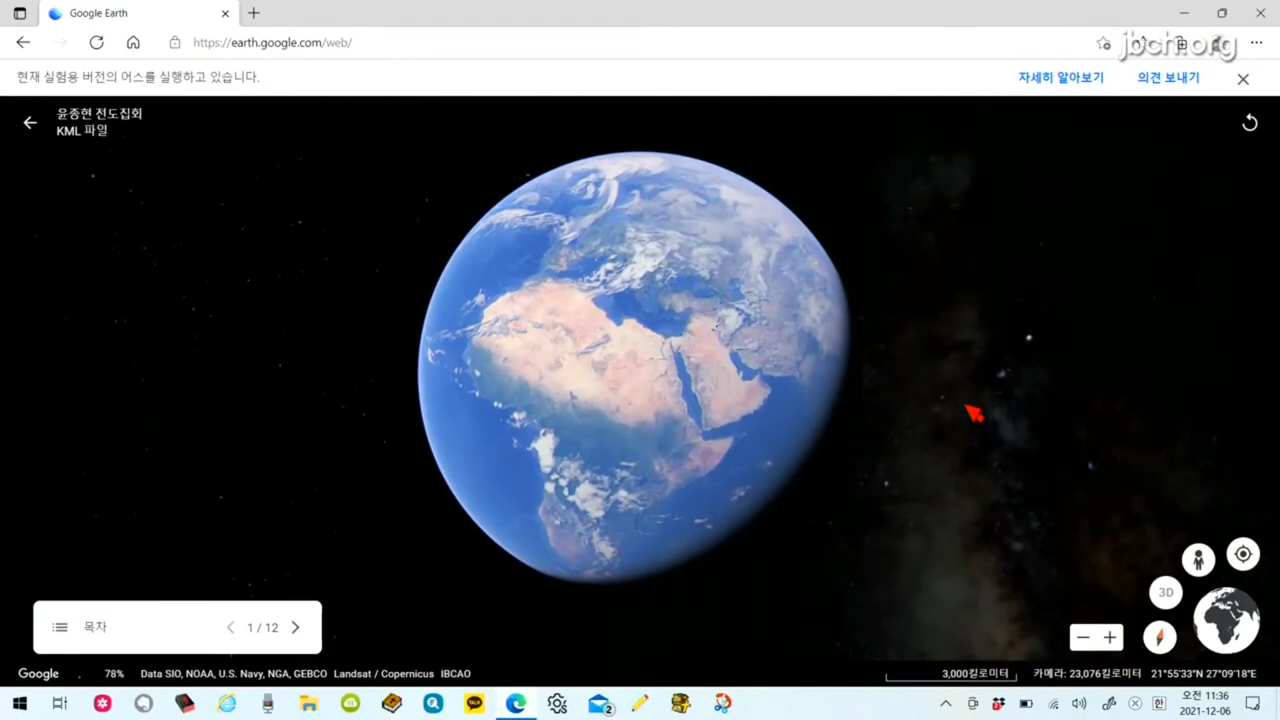 Google Earth
https://earth.google.com/web/
jbch.org
현재 실험용 버전의 어스를 실행하고 있습니다.
자세히 알아보기
의견 보내기
윤종현 전도집회
KML 파일
목차
1 / 12
3D
Google
78%
Data SIO, NOAA, U.S. Navy, NGA, GEBCO Landsat / Copernicus IBCAO
3,000킬로미터
카메라: 23,076킬로미터
21°55'33"N 27°09'18"E
TALK
2
한
오전 11:36
2021-12-06